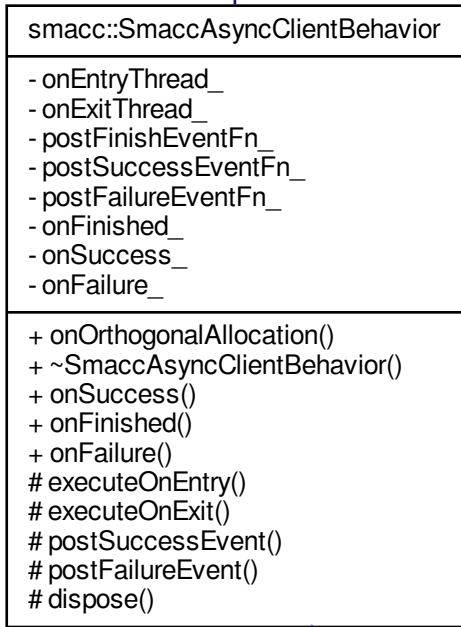 smacc::SmaccAsyncClientBehavior
- onEntryThread_
- onExitThread_
- postFinishEventFn_
- postSuccessEventFn_
- postFailureEventFn_
- onFinished_
- onSuccess_
- onFailure_
+ onOrthogonalAllocation()
+ ~SmaccAsyncClientBehavior()
+ onSuccess()
+ onFinished()
+ onFailure()
# executeOnEntry()
# executeOnExit()
# postSuccessEvent()
# postFailureEvent()
# dispose()